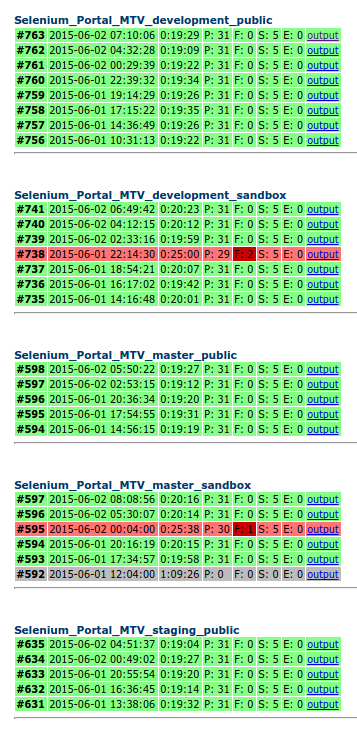 Selenium_Portal_MTV_development_public
#763 2015-06-02 07:10:06 0:19:29 P: 31 F: 0 S: 5 E: 0 output
#762 2015-06-02 04:32:28 0:19:09 P: 31 F: 0 S: 5 E: 0 output
#761 2015-06-02 00:29:39 0:19:22 P: 31 F: 0 S: 5 E: 0 output
#760 2015-06-01 22:39:32 0:19:34 P: 31 F: 0 S: 5 E: 0 output
#759 2015-06-01 19:14:29 0:19:26 P: 31 F: 0 S: 5 E: 0 output
#758 2015-06-01 17:15:22 0:19:35 P: 31 F: 0 S: 5 E: 0 output
#757 2015-06-01 14:36:49 0:19:26 P: 31 F: 0 S: 5 E: 0 output
#756 2015-06-01 10:31:13 0:19:22 P: 31 F: 0 S: 5 E: 0 output
Selenium_Portal_MTV_development_sandbox
#741 2015-06-02 06:49:42 0:20:23 P: 31 F: 0 S: 5 E: 0 output
#740 2015-06-02 04:12:15 0:20:12 P: 31 F: 0 S: 5 E: 0 output
#739 2015-06-02 02:33:16 0:19:59 P: 31 F: 0 S: 5 E: 0 output
#738 2015-06-01 22:14:30 0:25:00 P: 29 F: 2 S: 5 E: 0 output
#737 2015-06-01 18:54:21 0:20:07 P: 31 F: 0 S: 5 E: 0 output
#736 2015-06-01 16:17:02 0:19:42 P: 31 F: 0 S: 5 E: 0 output
#735 2015-06-01 14:16:48 0:20:01 P: 31 F: 0 S: 5 E: 0 output
Selenium_Portal_MTV_master_public
#598 2015-06-02 05:50:22 0:19:27 P: 31 F: 0 S: 5 E: 0 output
#597 2015-06-02 02:53:15 0:19:12 P: 31 F: 0 S: 5 E: 0 output
#596 2015-06-01 20:36:34 0:19:20 P: 31 F: 0 S: 5 E: 0 output
#595 2015-06-01 17:54:55 0:19:31 P: 31 F: 0 S: 5 E: 0 output
#594 2015-06-01 14:56:15 0:19:19 P: 31 F: 0 S: 5 E: 0 output
Selenium_Portal_MTV_master_sandbox
#597 2015-06-02 08:08:56 0:20:16 P: 31 F: 0 S: 5 E: 0 output
#596 2015-06-02 05:30:07 0:20:14 P: 31 F: 0 S: 5 E: 0 output
#595 2015-06-02 00:04:00 0:25:38 P: 30 F: 1 S: 5 E: 0 output
#594 2015-06-01 20:16:19 0:20:15 P: 31 F: 0 S: 5 E: 0 output
#593 2015-06-01 17:34:57 0:19:58 P: 31 F: 0 S: 5 E: 0 output
#592 2015-06-01 12:04:00 1:09:26 P: 0 F: 0 S: 0 E: 0 output
Selenium_Portal_MTV_staging_public
#635 2015-06-02 04:51:37 0:19:04 P: 31 F: 0 S: 5 E: 0 output
#634 2015-06-02 00:49:02 0:19:27 P: 31 F: 0 S: 5 E: 0 output
#633 2015-06-01 20:55:54 0:19:20 P: 31 F: 0 S: 5 E: 0 output
#632 2015-06-01 16:36:45 0:19:14 P: 31 F: 0 S: 5 E: 0 output
#631 2015-06-01 13:38:06 0:19:32 P: 31 F: 0 S: 5 E: 0 output